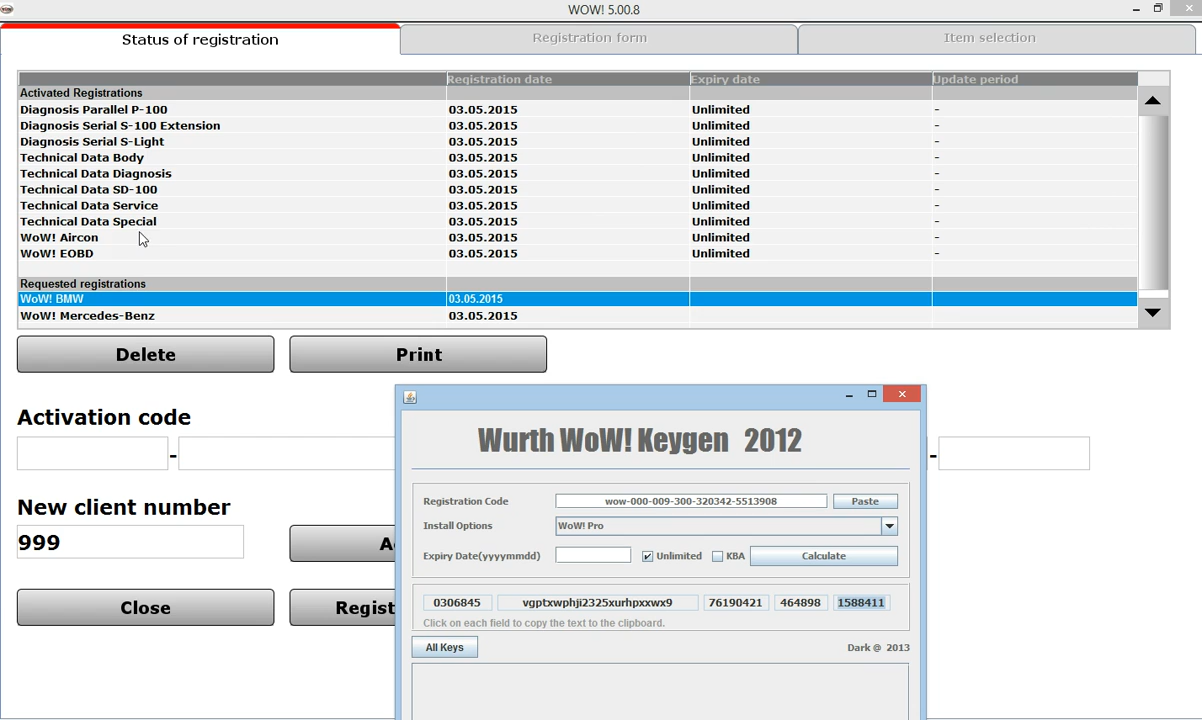 WOW! 5.00.8
Status of registration Registration form Item selection
Registration date Expiry date Update period
Activated Registrations
Diagnosis Parallel P-100 03.05.2015 Unlimited -
Diagnosis Serial S-100 Extension 03.05.2015 Unlimited -
Diagnosis Serial S-Light 03.05.2015 Unlimited -
Technical Data Body 03.05.2015 Unlimited -
Technical Data Diagnosis 03.05.2015 Unlimited -
Technical Data SD-100 03.05.2015 Unlimited -
Technical Data Service 03.05.2015 Unlimited -
Technical Data Special 03.05.2015 Unlimited -
WoW! Aircon 03.05.2015 Unlimited -
WoW! EOBD 03.05.2015 Unlimited -
Requested registrations
WoW! BMW 03.05.2015
WoW! Mercedes-Benz 03.05.2015
Delete Print
Activation code
- -
New client number
999 A
Close Regist
Wurth WoW! Keygen 2012
Registration Code wow-000-009-300-320342-5513908 Paste
Install Options WoW! Pro
Expiry Date(yyyymmdd) Unlimited KBA Calculate
0306845 vgptxwphji2325xurhpxxwx9 76190421 464898 1588411
Click on each field to copy the text to the clipboard.
All Keys Dark @ 2013